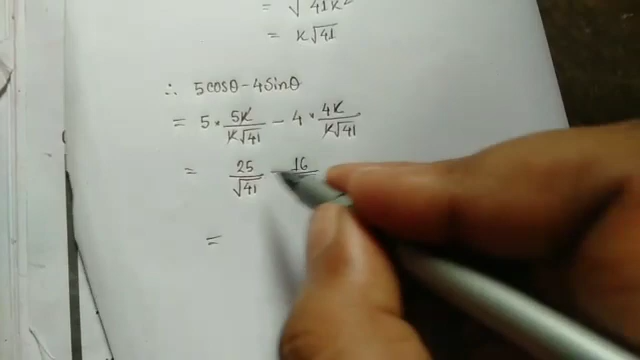 = √41K²
= K√41
∴ 5cosθ - 4sinθ
= 5 × 5K/K√41 - 4 × 4K/K√41
= 25/√41 - 16
=